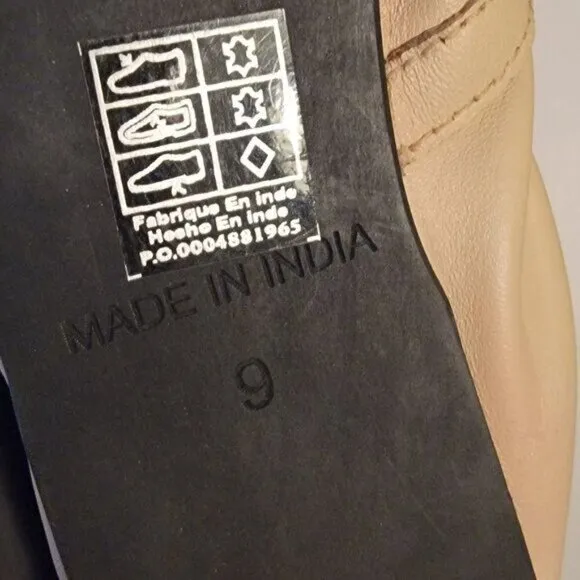 Fabrique En Inde
Hecho En Inde
P.O.0004881965
MADE IN INDIA
9